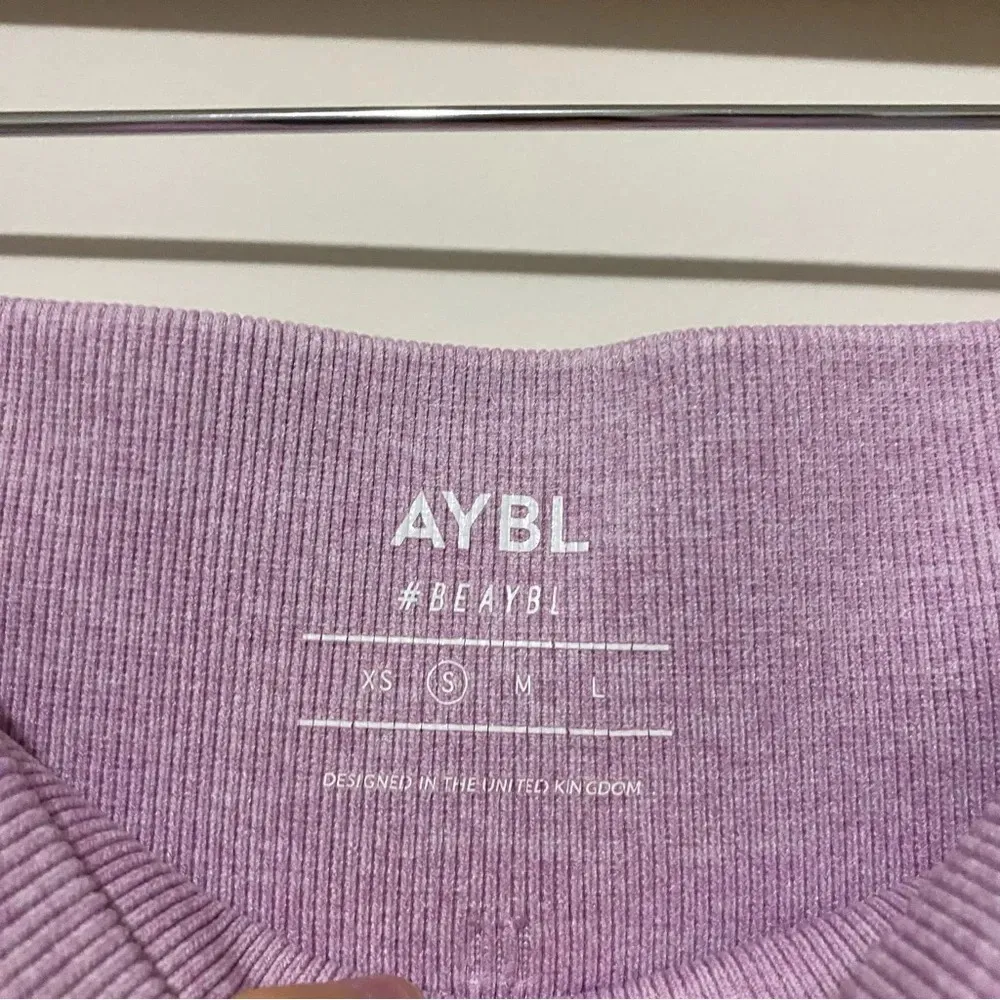 AYBL
#BEAYBL
XS S M L
DESIGNED IN THE UNITED KINGDOM